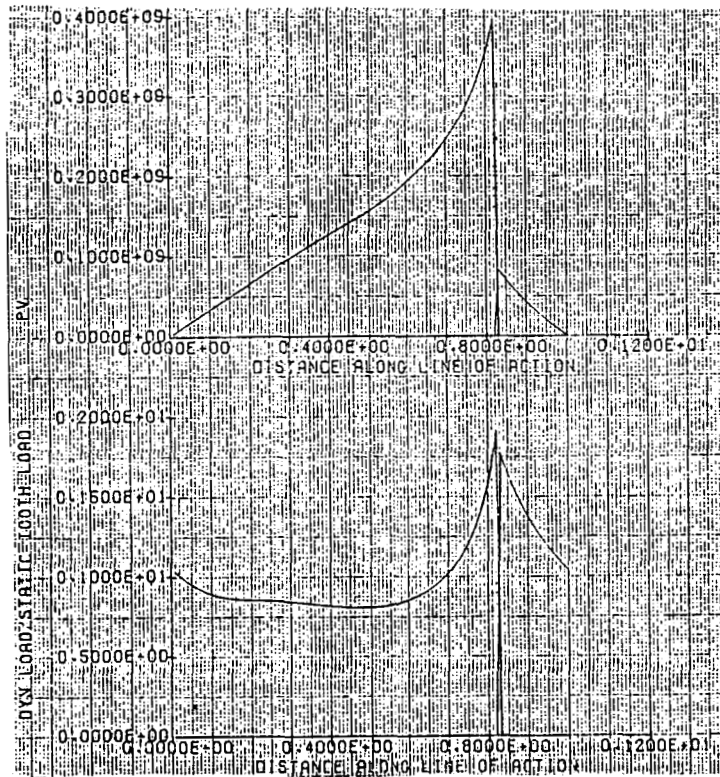 0.4000E+09
0.3000E+09
0.2000E+09
0.1000E+09
0.0000E+00
PV
0.0000E+00 0.4000E+00 0.8000E+00 0.1200E+01
DISTANCE ALONG LINE OF ACTION
0.2000E+01
0.1500E+01
0.1000E+01
0.5000E+00
0.0000E+00
DYN LOAD/STATIC TOOTH LOAD
0.0000E+00 0.4000E+00 0.8000E+00 0.1200E+01
DISTANCE ALONG LINE OF ACTION